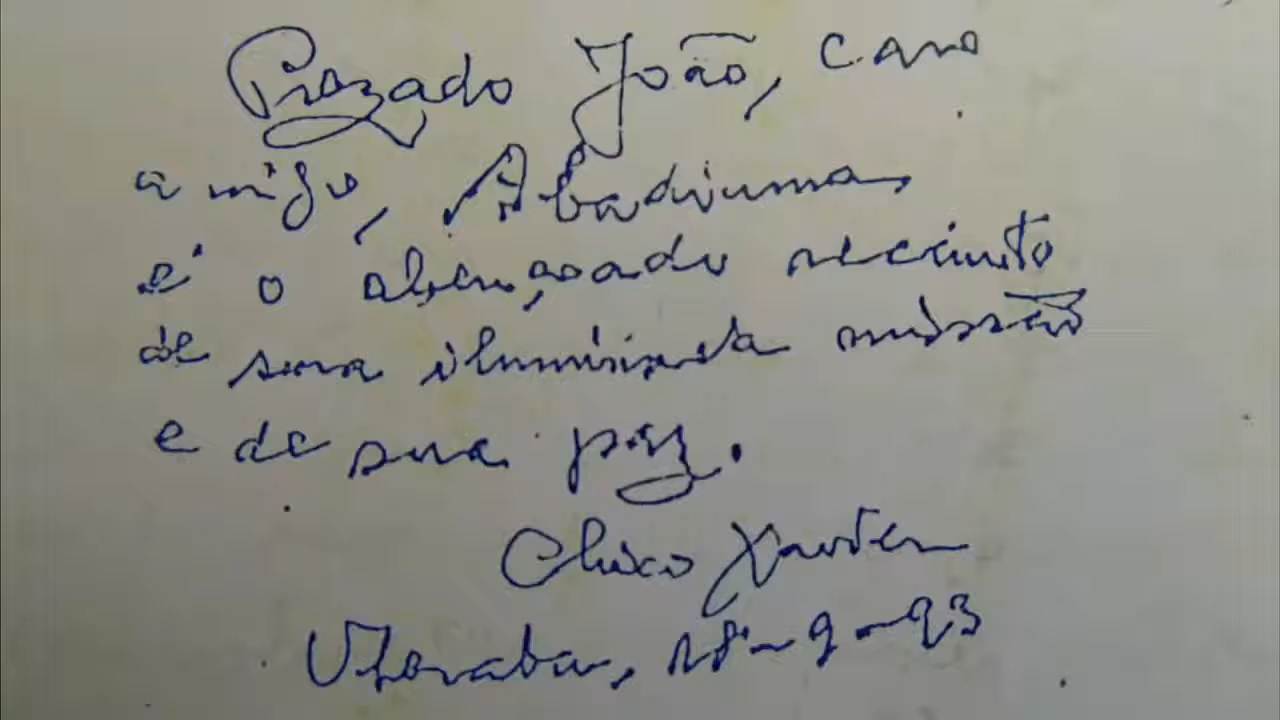 Prezado João, caro
amigo, Abadiania
é o abençoado recinto
de sua iluminada missão
e de sua paz.
Chico Xavier
Uberaba, 18-9-93